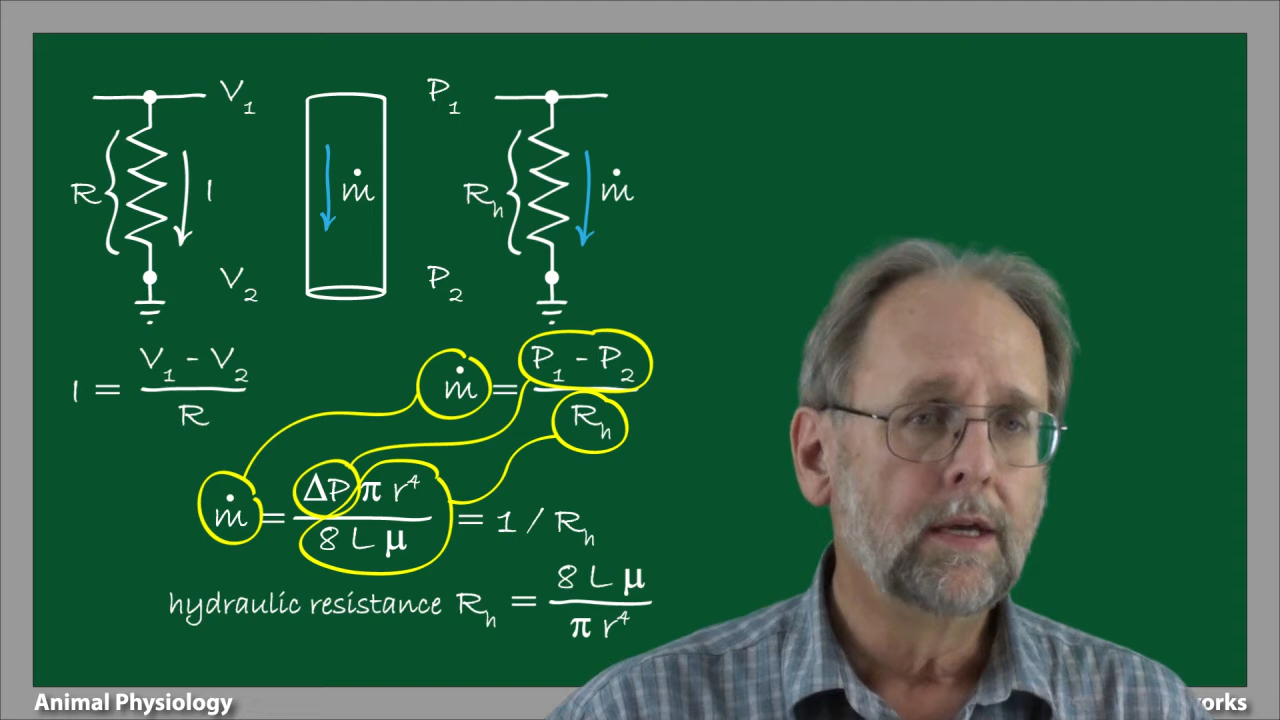 V₁ P₁
R I ṁ Rₕ ṁ
V₂ P₂
I = (V₁ - V₂) / R
ṁ = (P₁ - P₂) / Rₕ
ṁ = ΔP π r⁴ / 8 L μ = 1 / Rₕ
hydraulic resistance Rₕ = 8 L μ / π r⁴
Animal Physiology orks